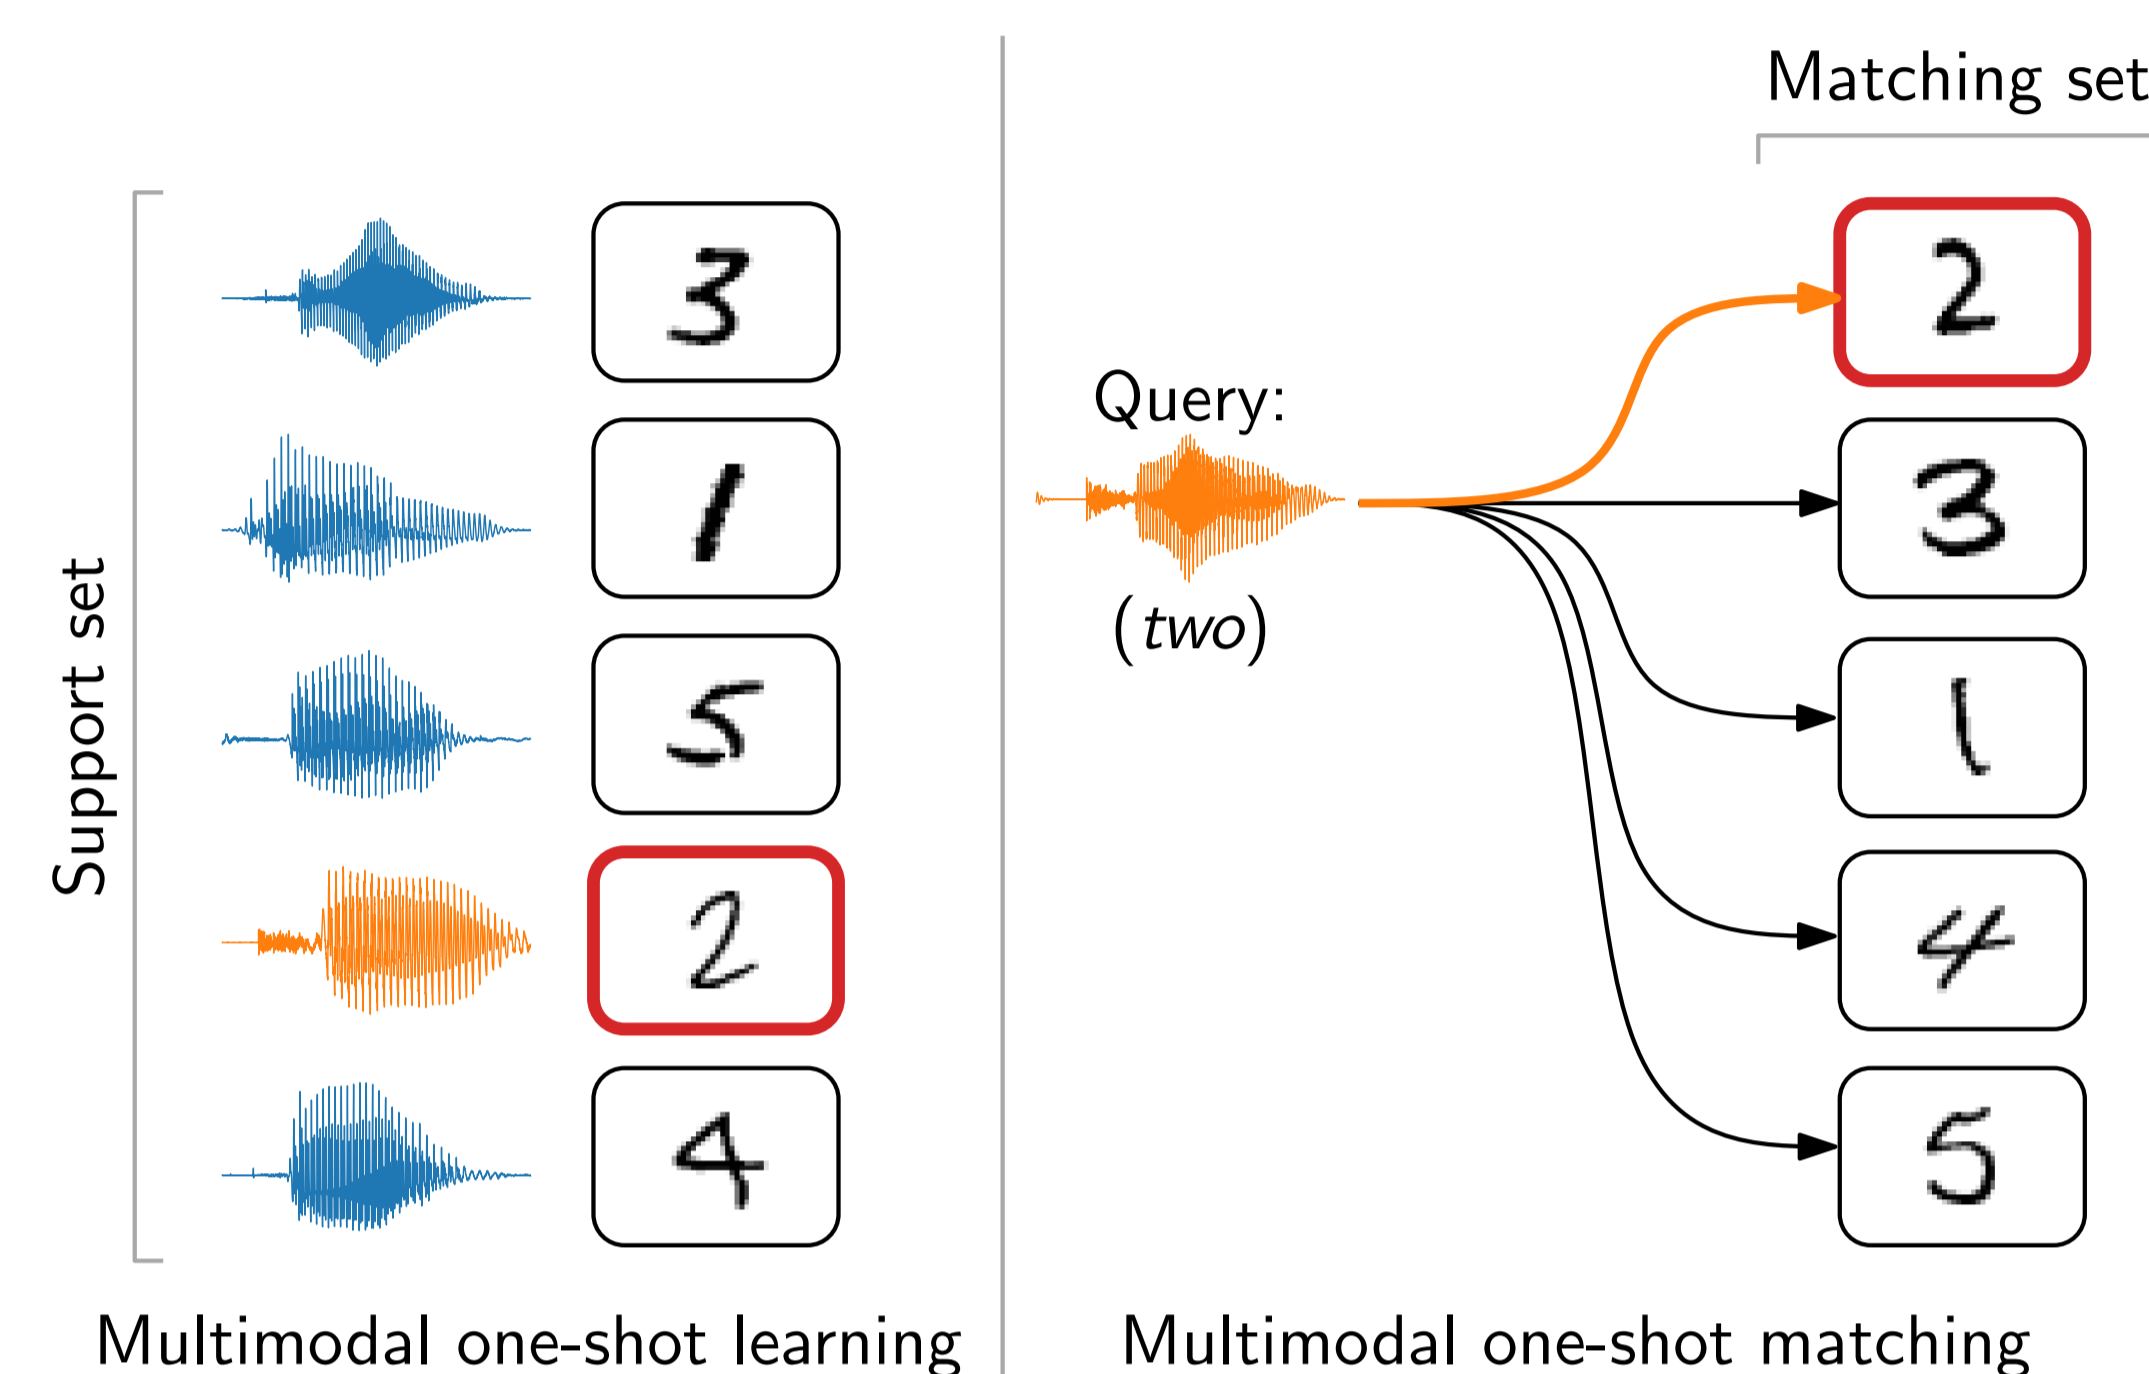 Support set
3
1
5
2
4
Multimodal one-shot learning
Matching set
Query:
(two)
2
3
1
4
5
Multimodal one-shot matching